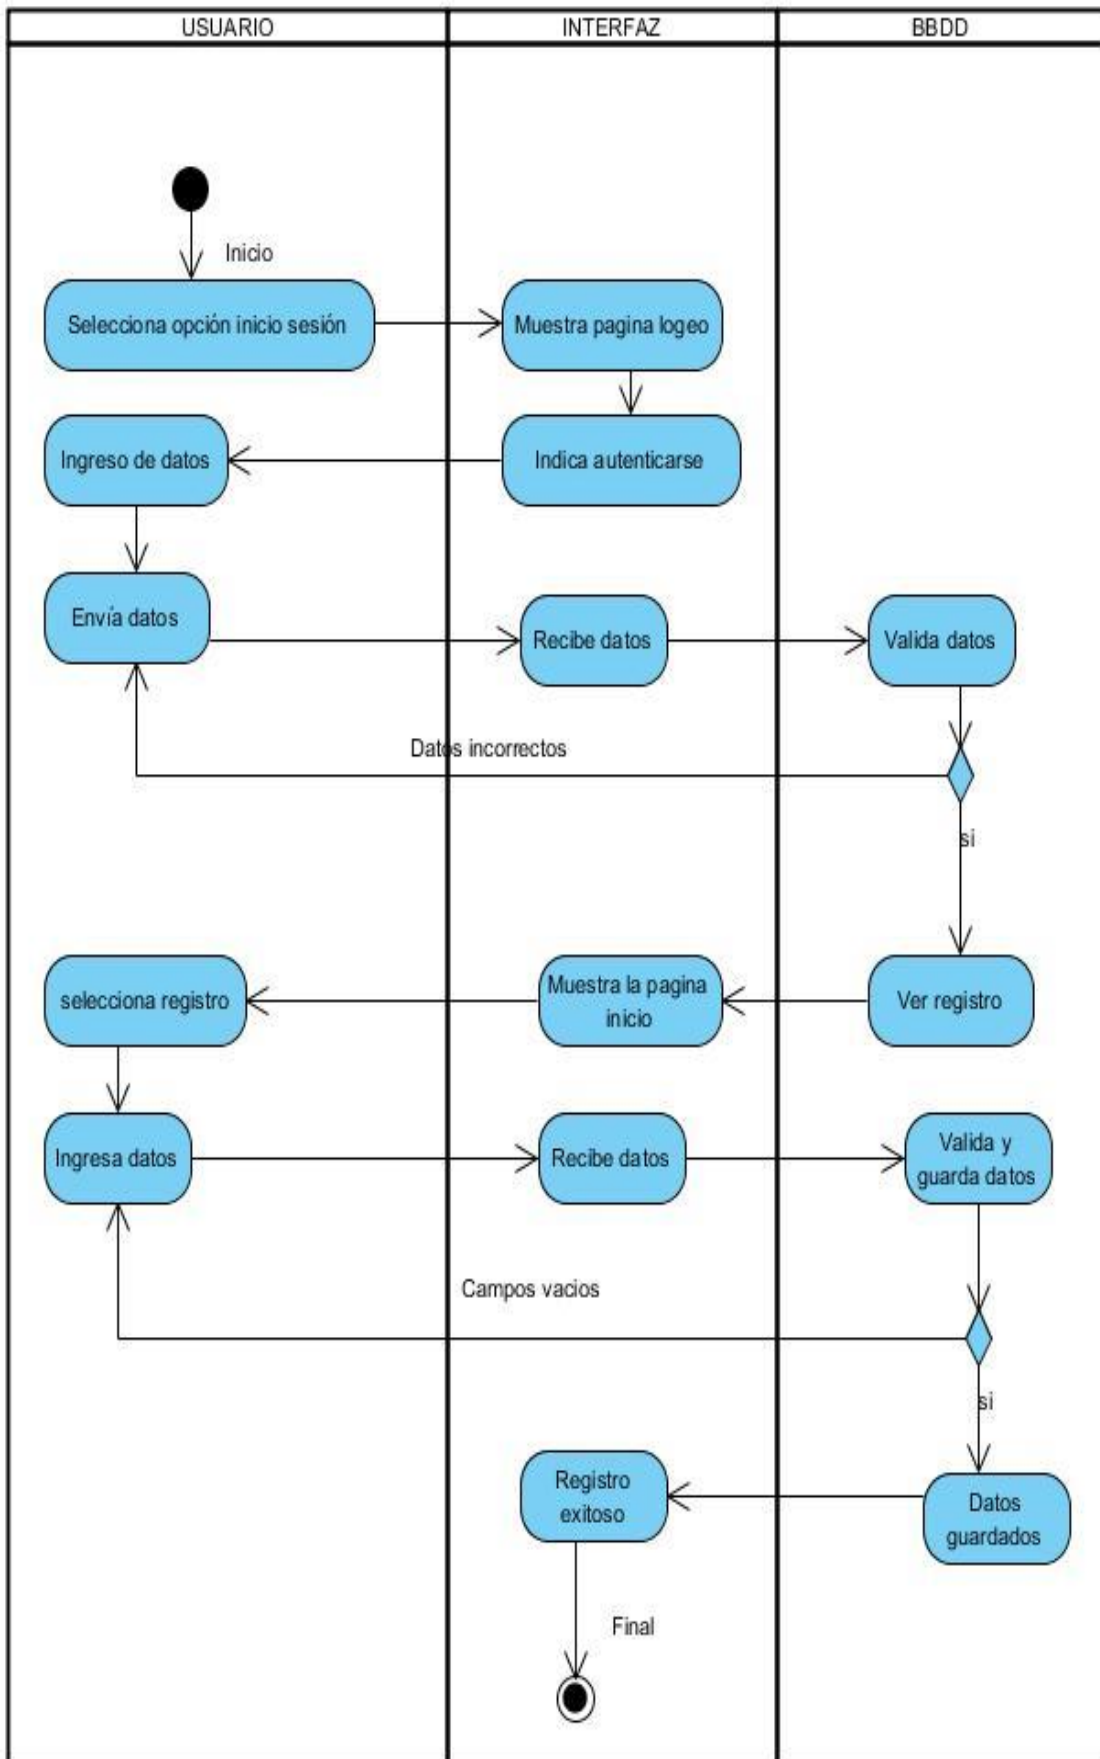 USUARIO
INTERFAZ
BBDD
Inicio
Selecciona opción inicio sesión
Muestra pagina logeo
Ingreso de datos
Indica autenticarse
Envía datos
Recibe datos
Valida datos
Datos incorrectos
si
selecciona registro
Muestra la pagina
inicio
Ver registro
Ingresa datos
Recibe datos
Valida y
guarda datos
Campos vacios
si
Registro
exitoso
Datos
guardados
Final